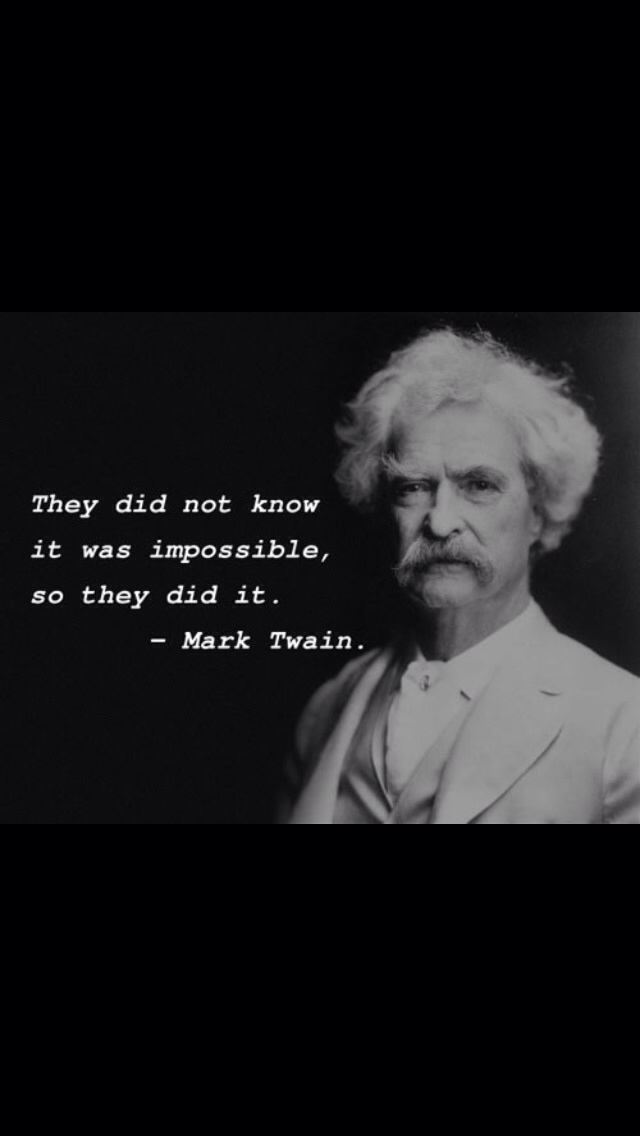 They did not know
it was impossible,
so they did it.
- Mark Twain.